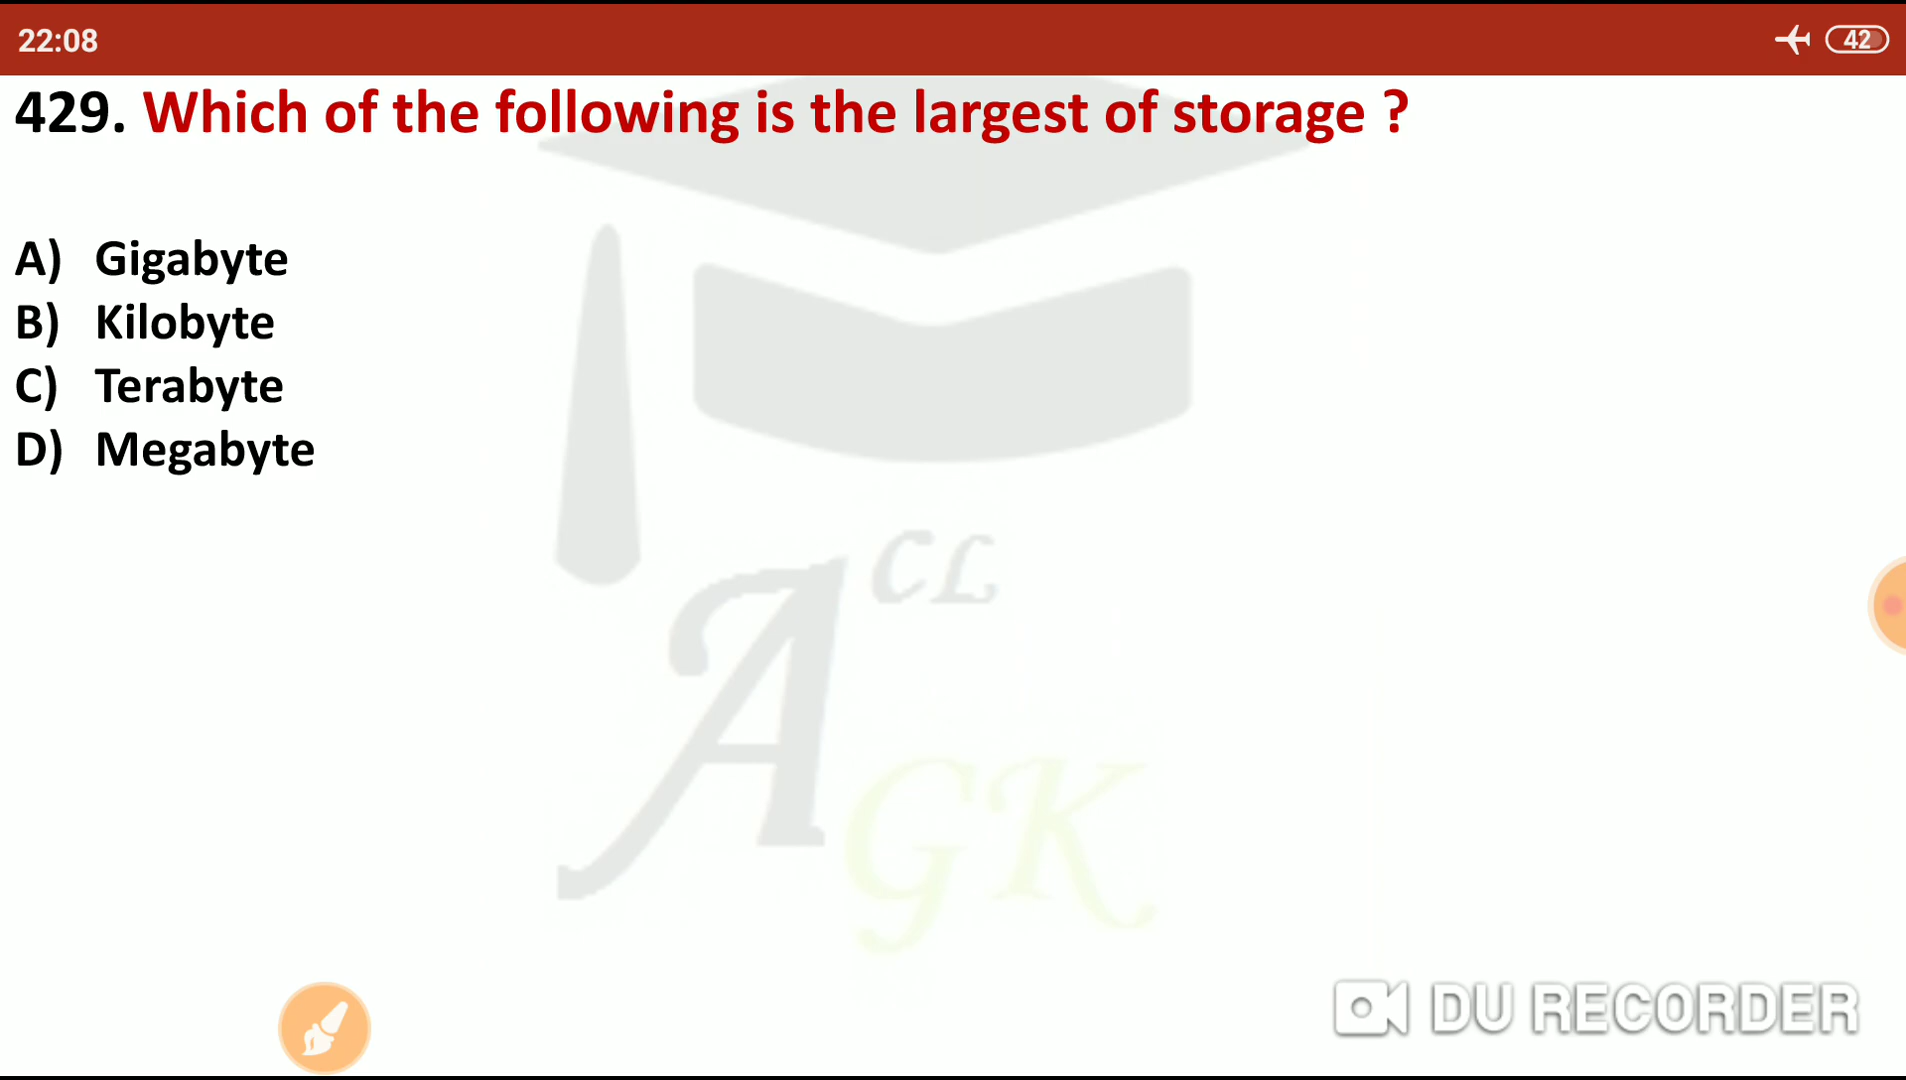 22:08
42
429. Which of the following is the largest of storage ?
A) Gigabyte
B) Kilobyte
C) Terabyte
D) Megabyte
A CL
GK
DU RECORDER